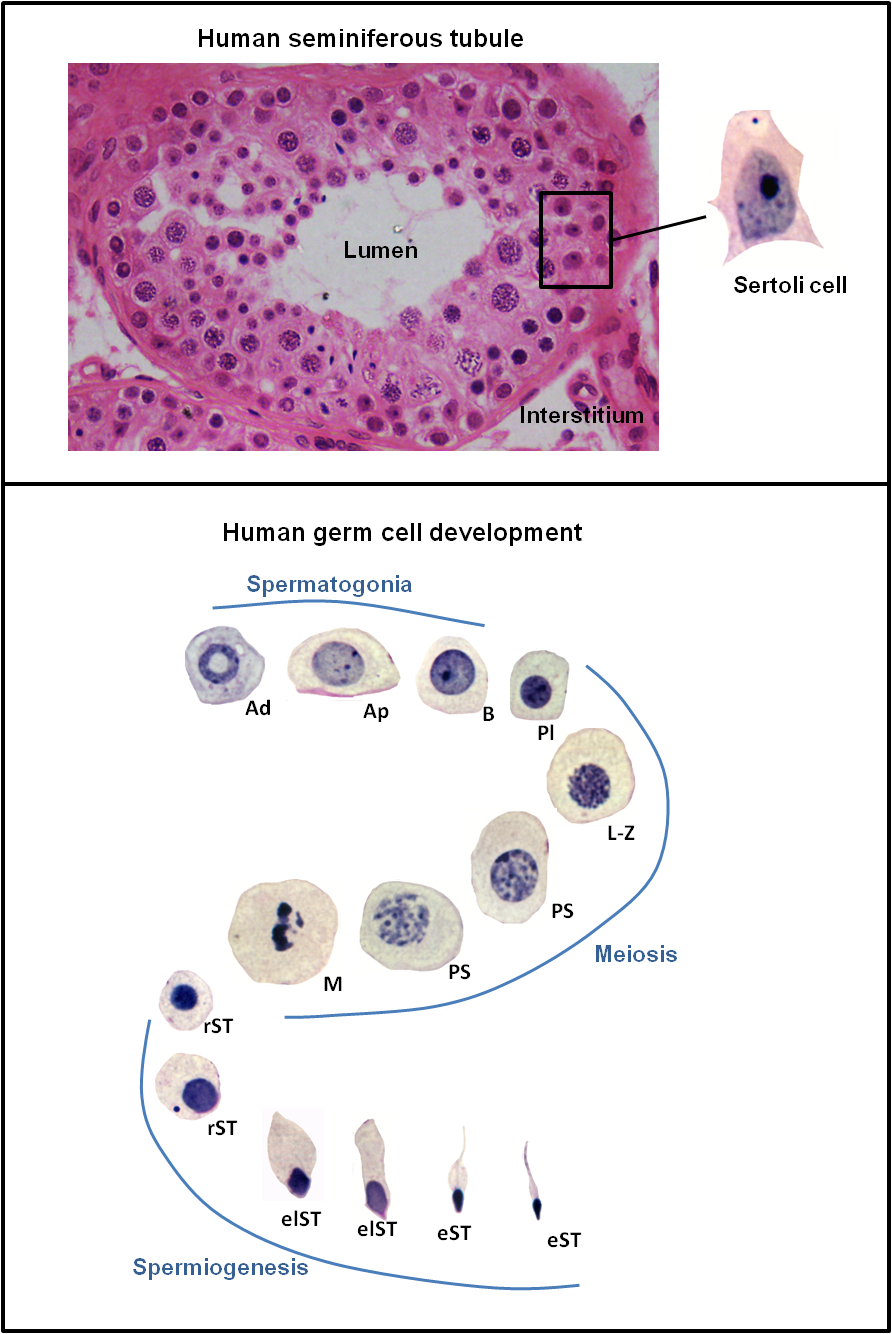 Human seminiferous tubule
Lumen
Sertoli cell
Interstitium
Human germ cell development
Spermatogonia
Ad
Ap
B
Pl
L-Z
PS
Meiosis
PS
M
rST
rST
elST
elST
eST
eST
Spermiogenesis